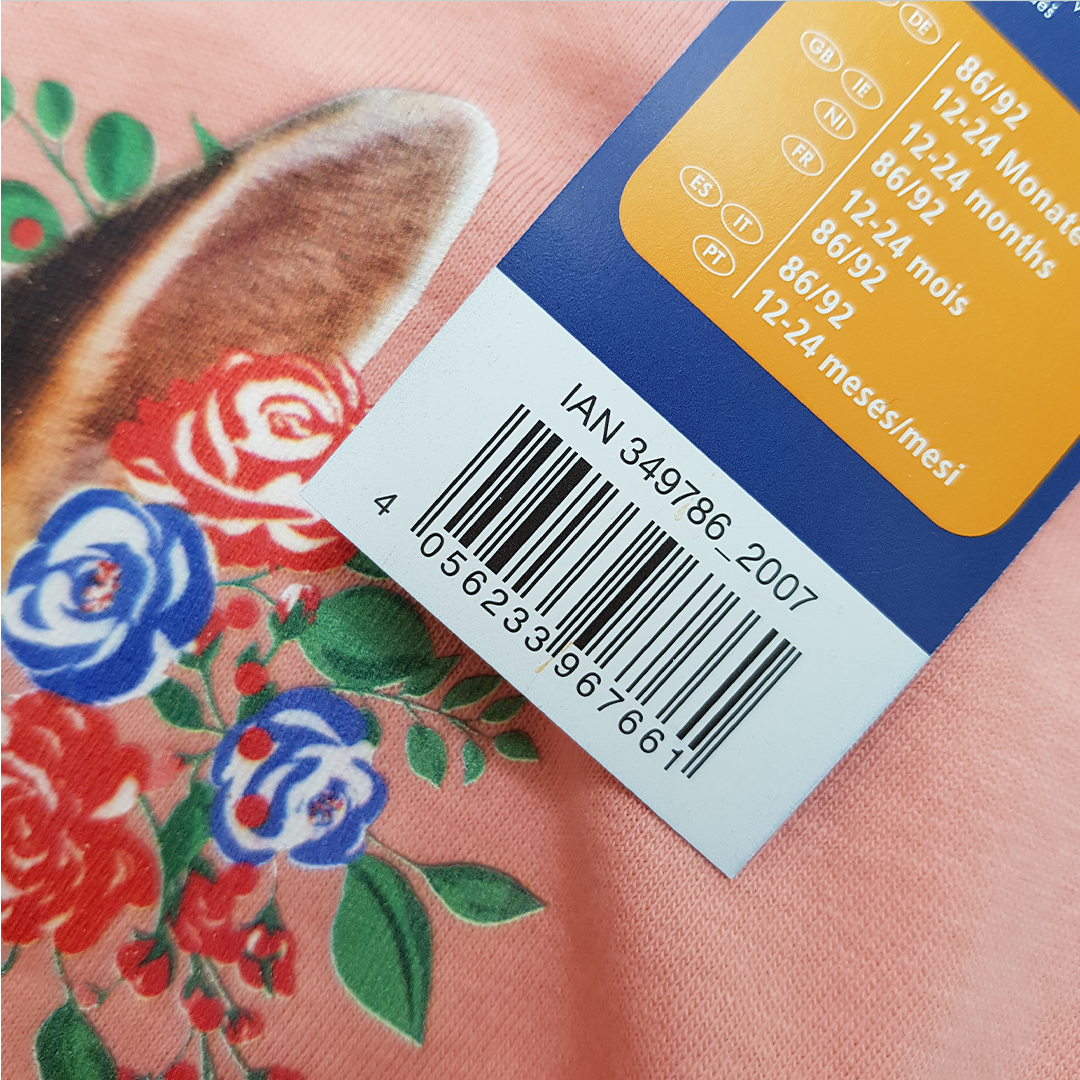 DE 86/92
12-24 Monate
GB IE 12-24 months
NI 86/92
FR 12-24 mois
86/92
ES IT 86/92
PT 12-24 meses/mesi
IAN 349786_2007
4 056233 967661